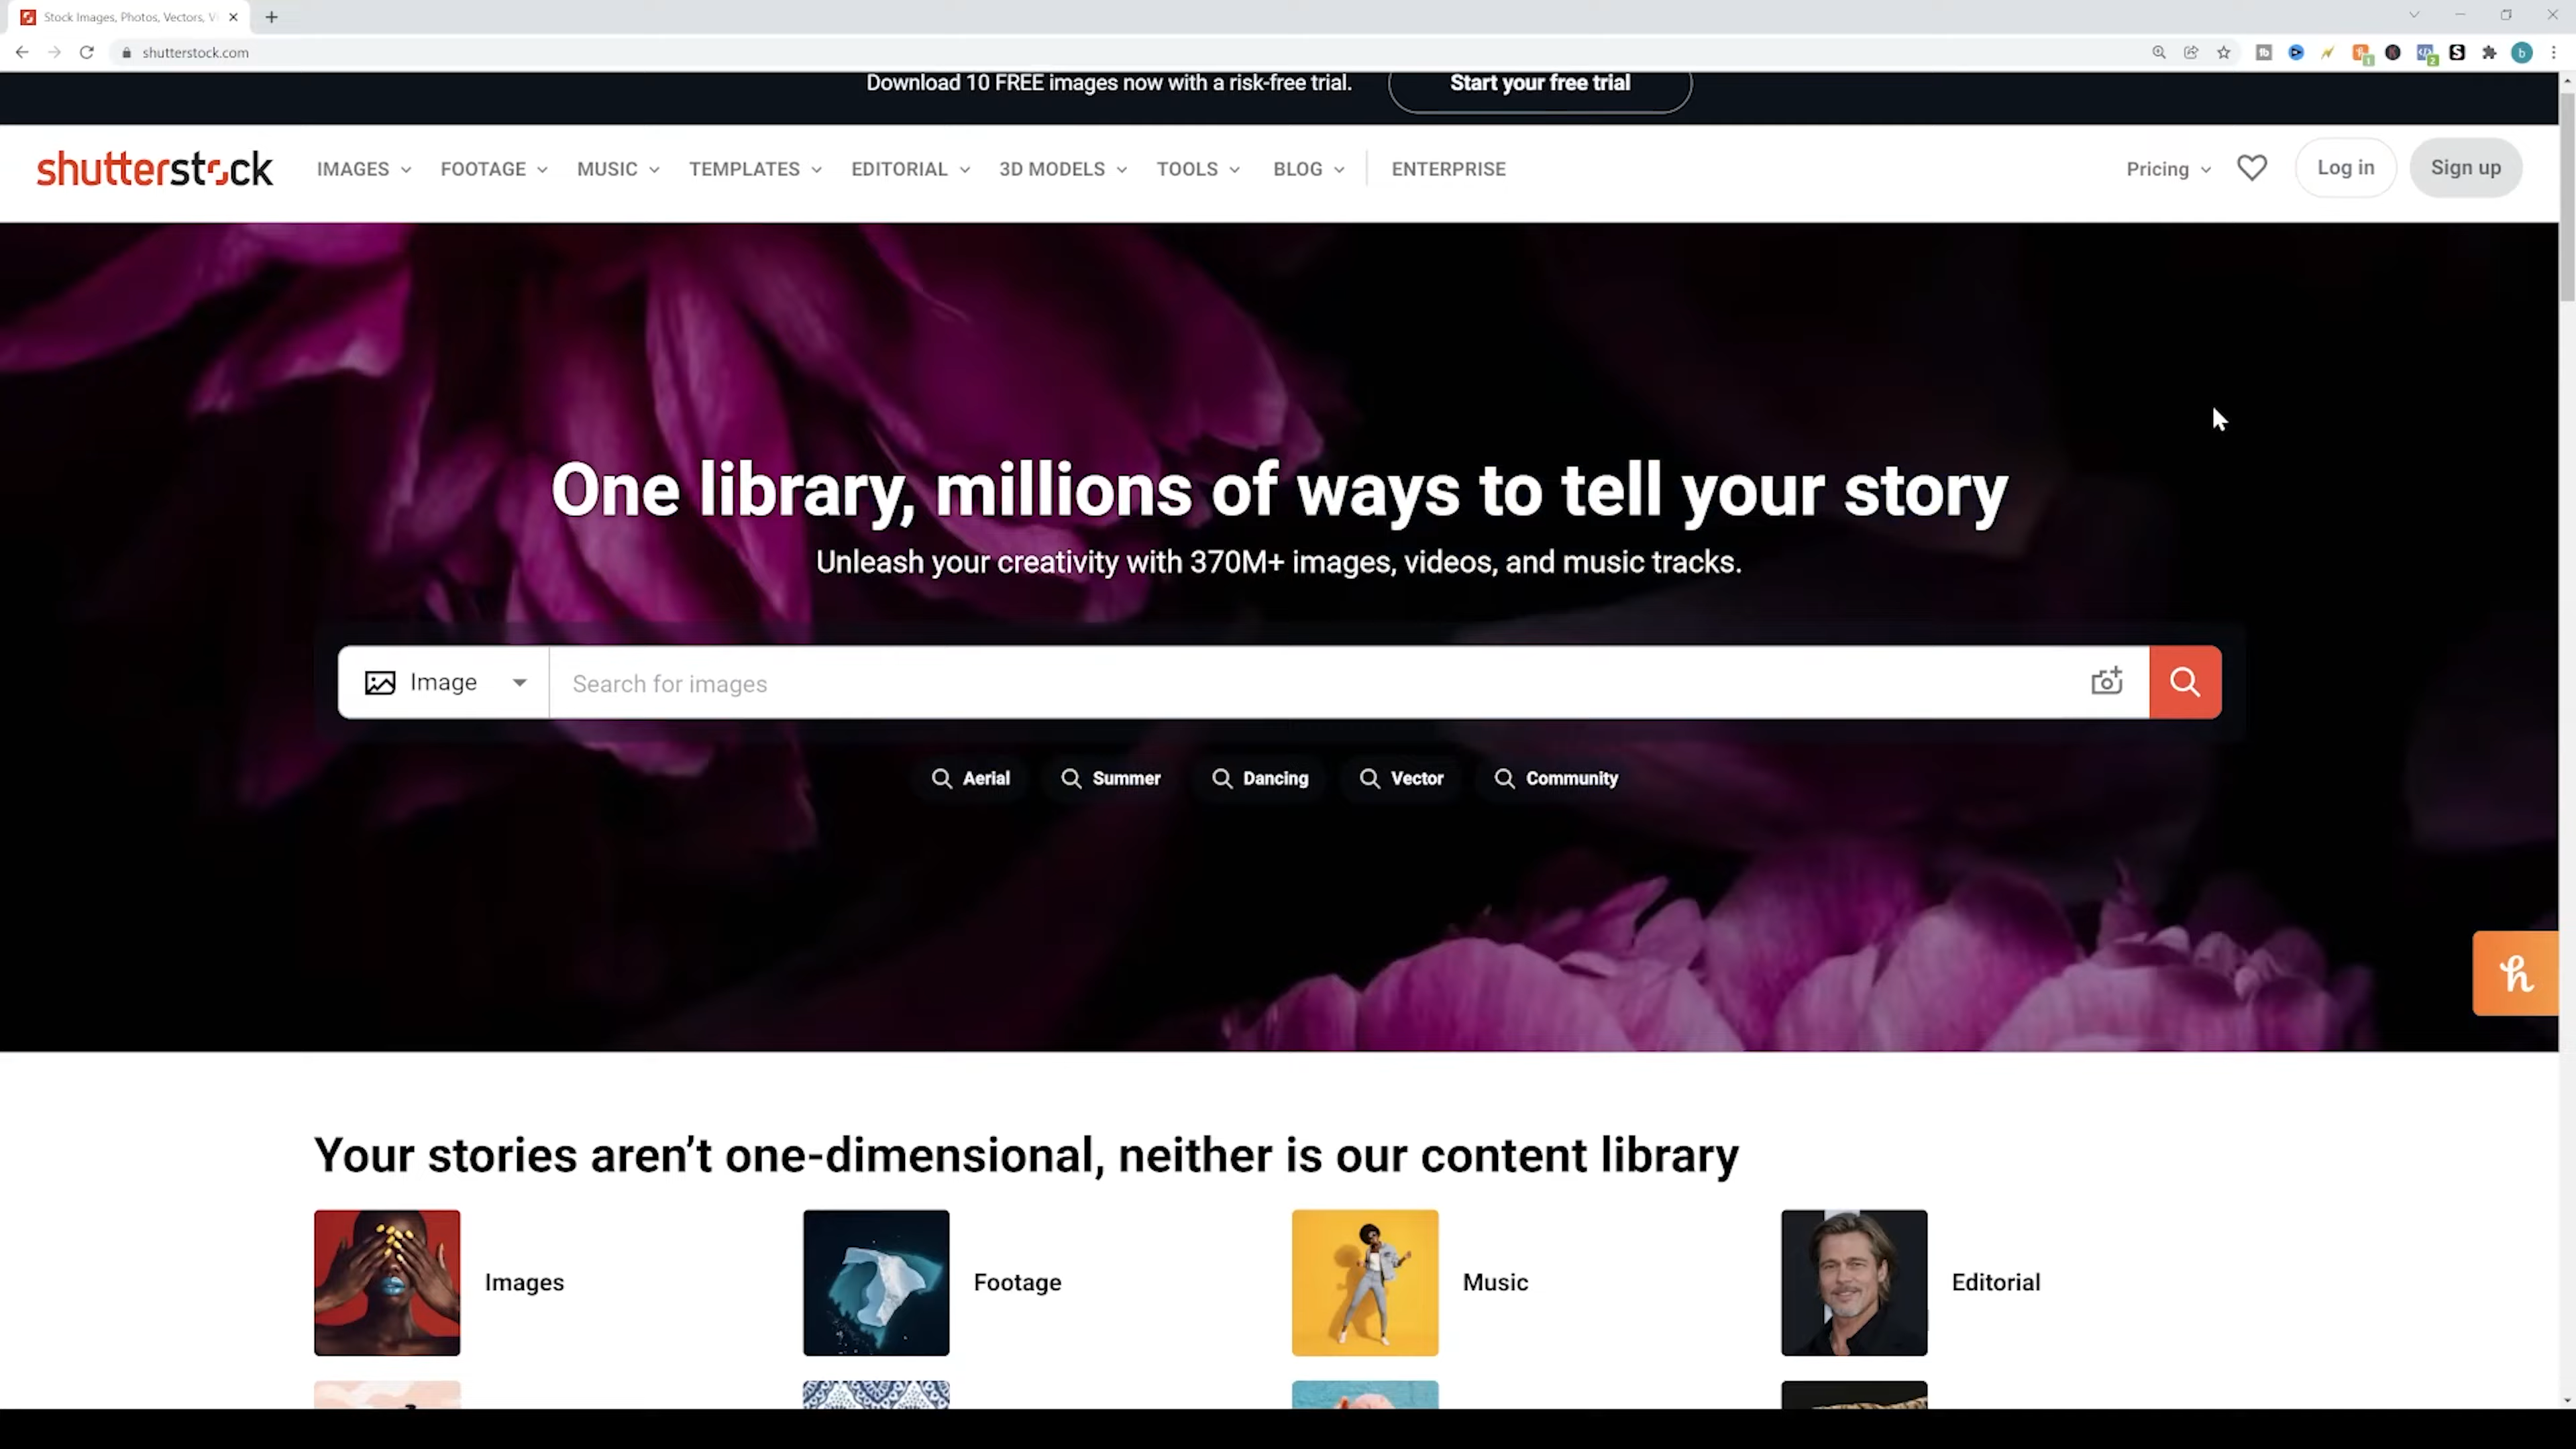 Stock Images, Photos, Vectors, V
shutterstock.com
Download 10 FREE images now with a risk-free trial.
Start your free trial
shutterstock
IMAGES
FOOTAGE
MUSIC
TEMPLATES
EDITORIAL
3D MODELS
TOOLS
BLOG
ENTERPRISE
Pricing
Log in
Sign up
One library, millions of ways to tell your story
Unleash your creativity with 370M+ images, videos, and music tracks.
Image
Search for images
Aerial
Summer
Dancing
Vector
Community
h
Your stories aren’t one-dimensional, neither is our content library
Images
Footage
Music
Editorial